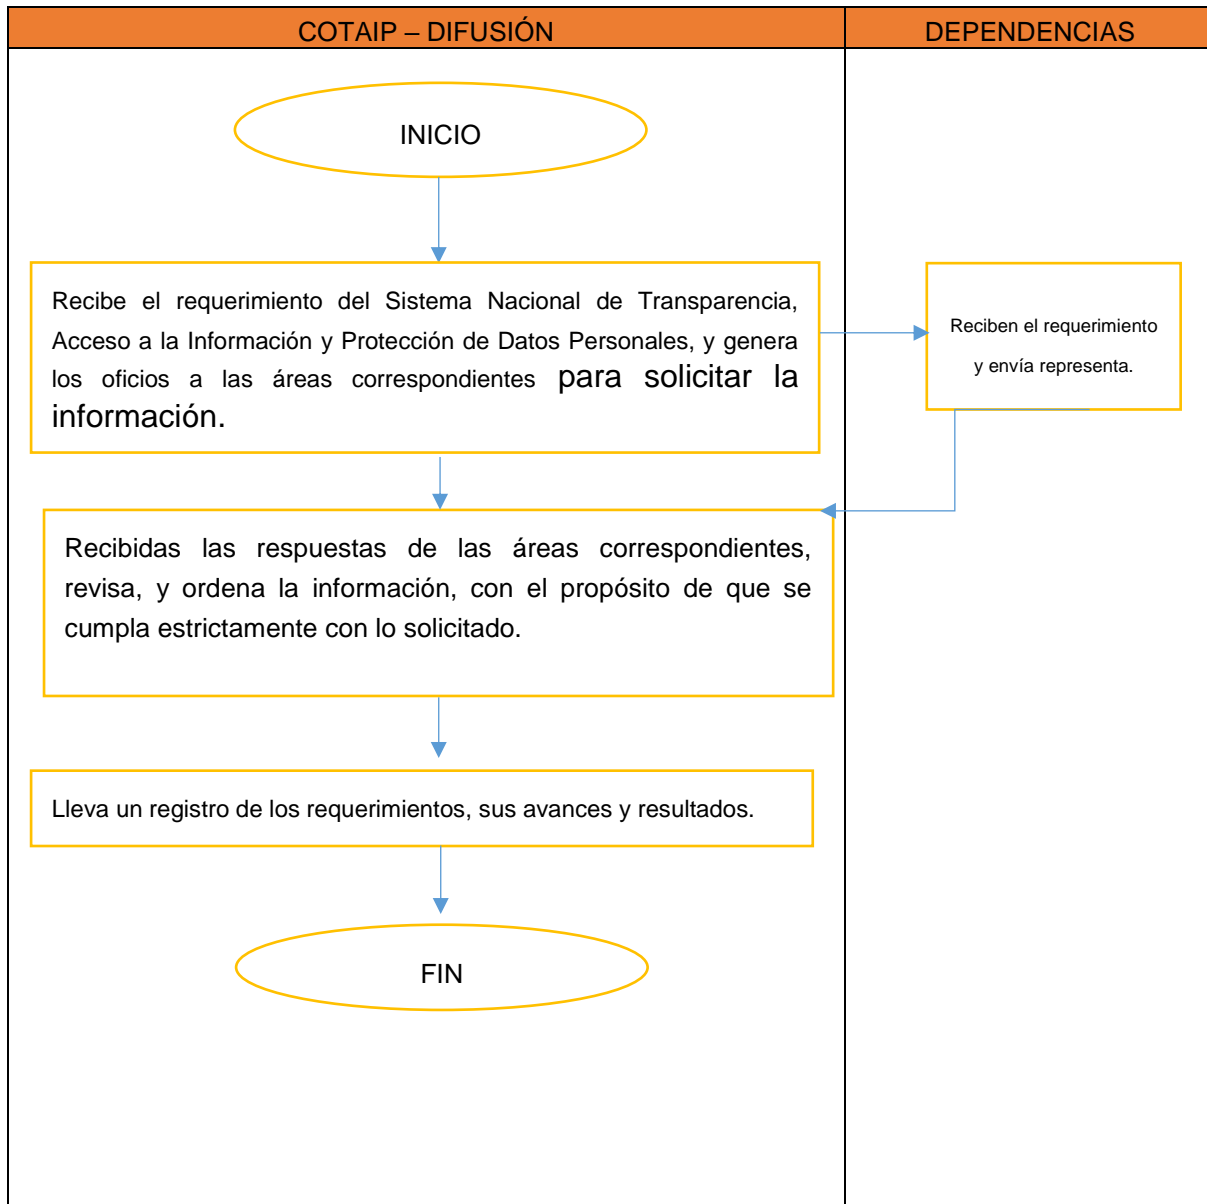 COTAIP – DIFUSIÓN
DEPENDENCIAS
INICIO
Recibe el requerimiento del Sistema Nacional de Transparencia,
Acceso a la Información y Protección de Datos Personales, y genera
los oficios a las áreas correspondientes para solicitar la
información.
Reciben el requerimiento
y envía representa.
Recibidas las respuestas de las áreas correspondientes,
revisa, y ordena la información, con el propósito de que se
cumpla estrictamente con lo solicitado.
Lleva un registro de los requerimientos, sus avances y resultados.
FIN